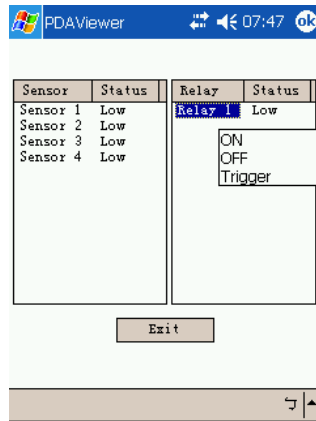 PDAViewer 07:47 ok
Sensor Status
Sensor 1 Low
Sensor 2 Low
Sensor 3 Low
Sensor 4 Low
Relay Status
Relay 1 Low
ON
OFF
Trigger
Exit